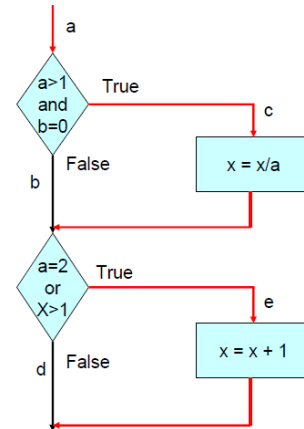 a
a>1
and
b=0
True
c
x = x/a
b
False
a=2
or
X>1
True
e
x = x + 1
d
False